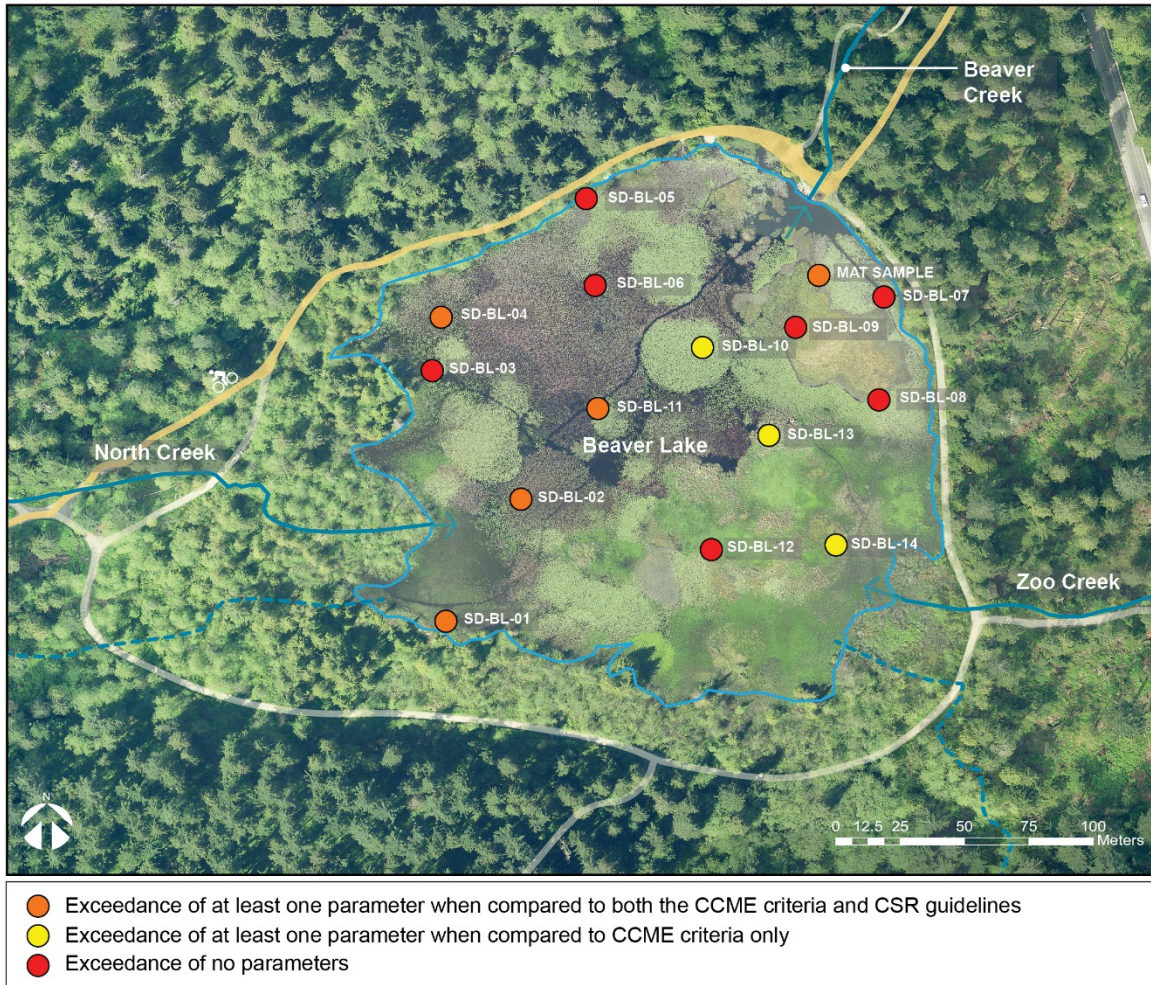 Beaver
Creek
SD-BL-05
MAT SAMPLE
SD-BL-06
SD-BL-07
SD-BL-04
SD-BL-09
SD-BL-10
SD-BL-03
SD-BL-08
SD-BL-11
SD-BL-13
Beaver Lake
North Creek
SD-BL-02
SD-BL-12
SD-BL-14
Zoo Creek
SD-BL-01
N
0 12.5 25 50 75 100
Meters
Exceedance of at least one parameter when compared to both the CCME criteria and CSR guidelines
Exceedance of at least one parameter when compared to CCME criteria only
Exceedance of no parameters